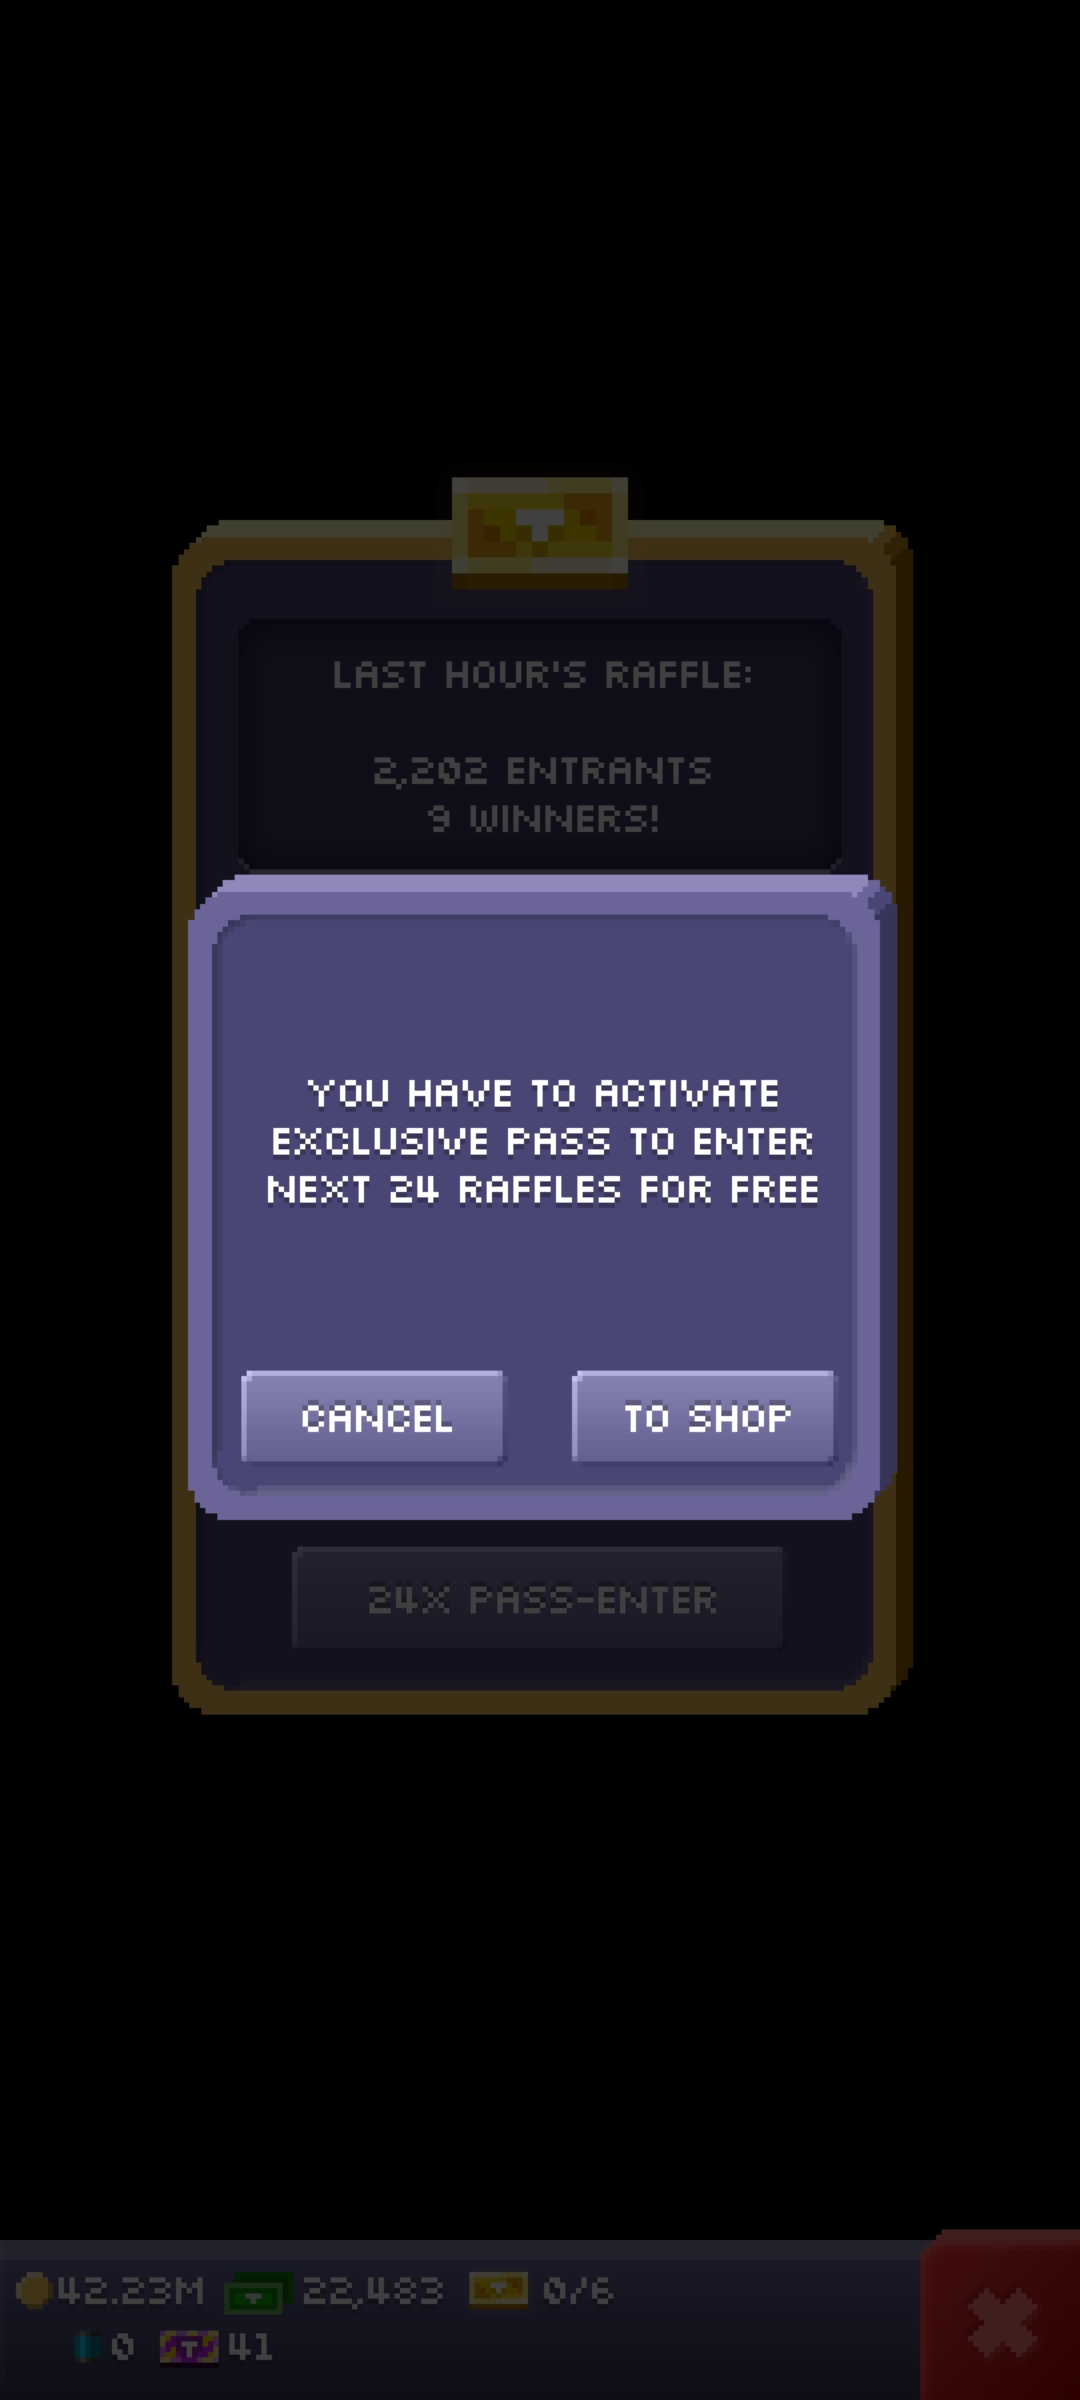 LAST HOUR'S RAFFLE:
2,202 ENTRANTS
9 WINNERS!
YOU HAVE TO ACTIVATE
EXCLUSIVE PASS TO ENTER
NEXT 24 RAFFLES FOR FREE
CANCEL
TO SHOP
24X PASS-ENTER
42.23M 22,483 0/6
0 41